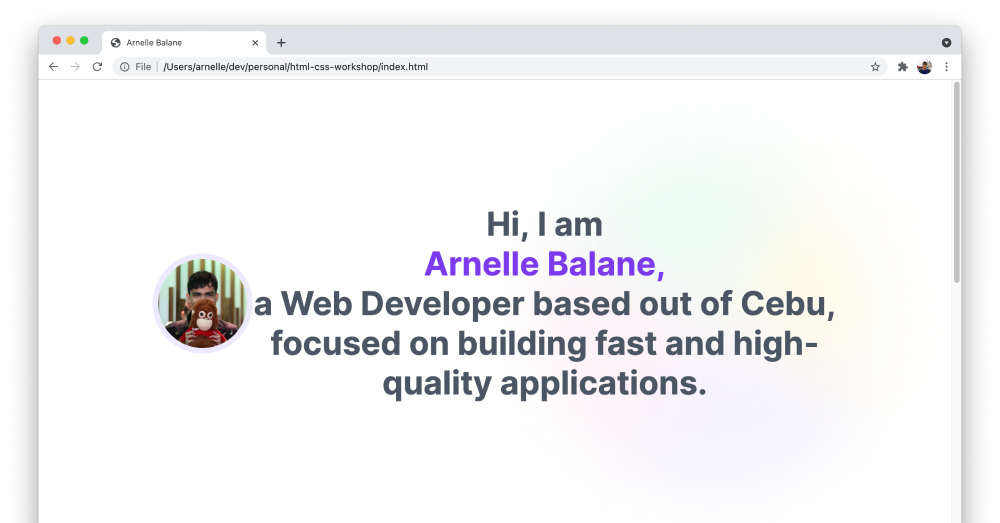 Arnelle Balane
File | /Users/arnelle/dev/personal/html-css-workshop/index.html
Hi, I am
Arnelle Balane,
a Web Developer based out of Cebu,
focused on building fast and high-
quality applications.